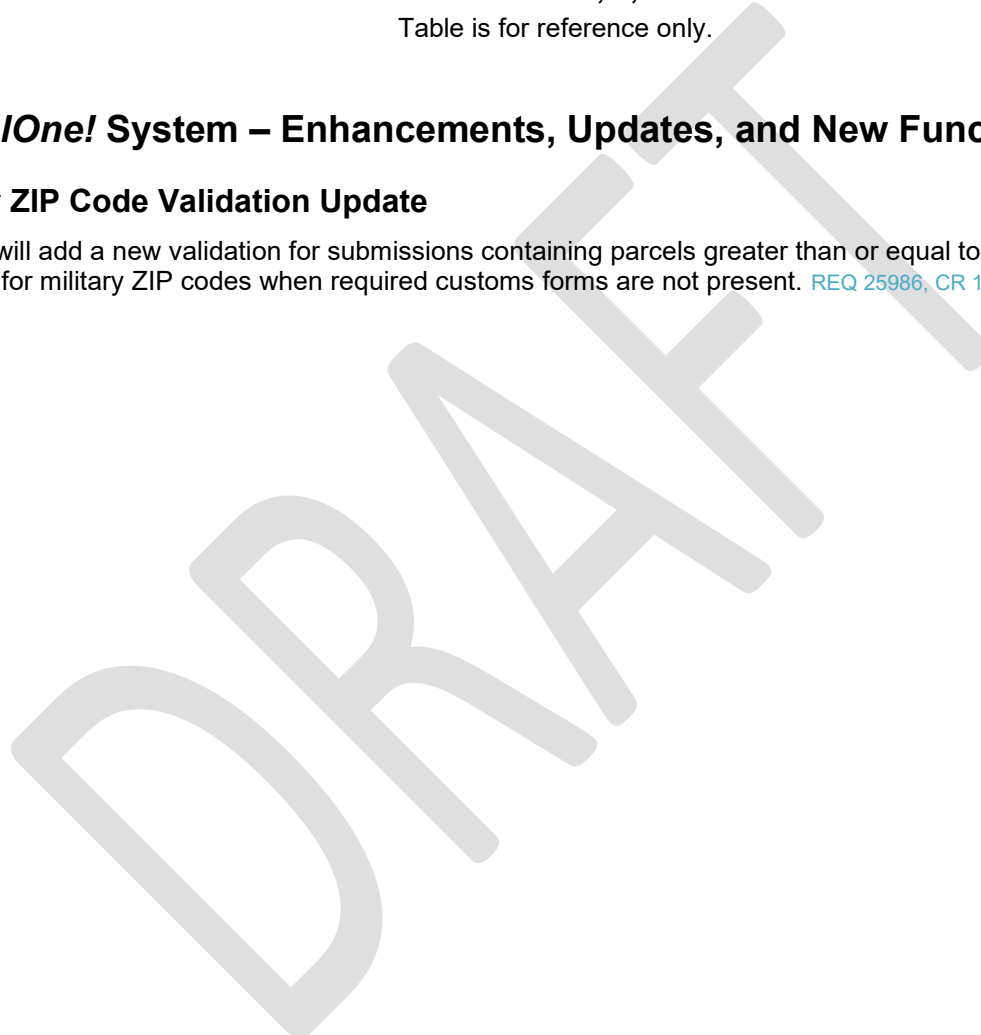 Table is for reference only.
lOne! System – Enhancements, Updates, and New Func
ZIP Code Validation Update
will add a new validation for submissions containing parcels greater than or equal to
for military ZIP codes when required customs forms are not present. REQ 25986, CR 1
DRAFT